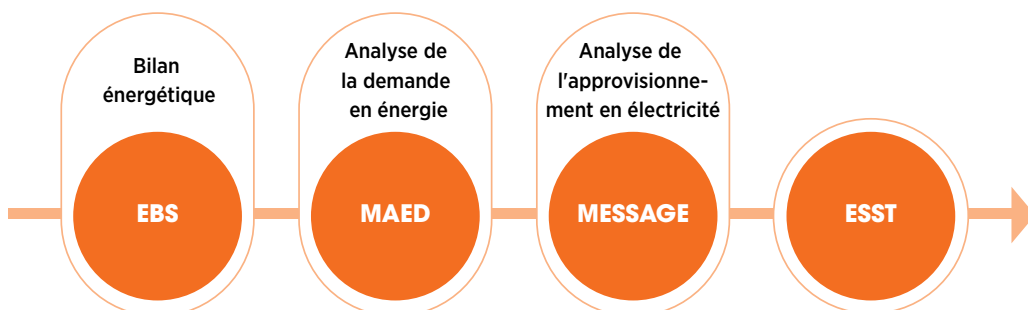 Bilan
énergétique
Analyse de
la demande
en énergie
Analyse de
l'approvisionne-
ment en électricité
EBS
MAED
MESSAGE
ESST